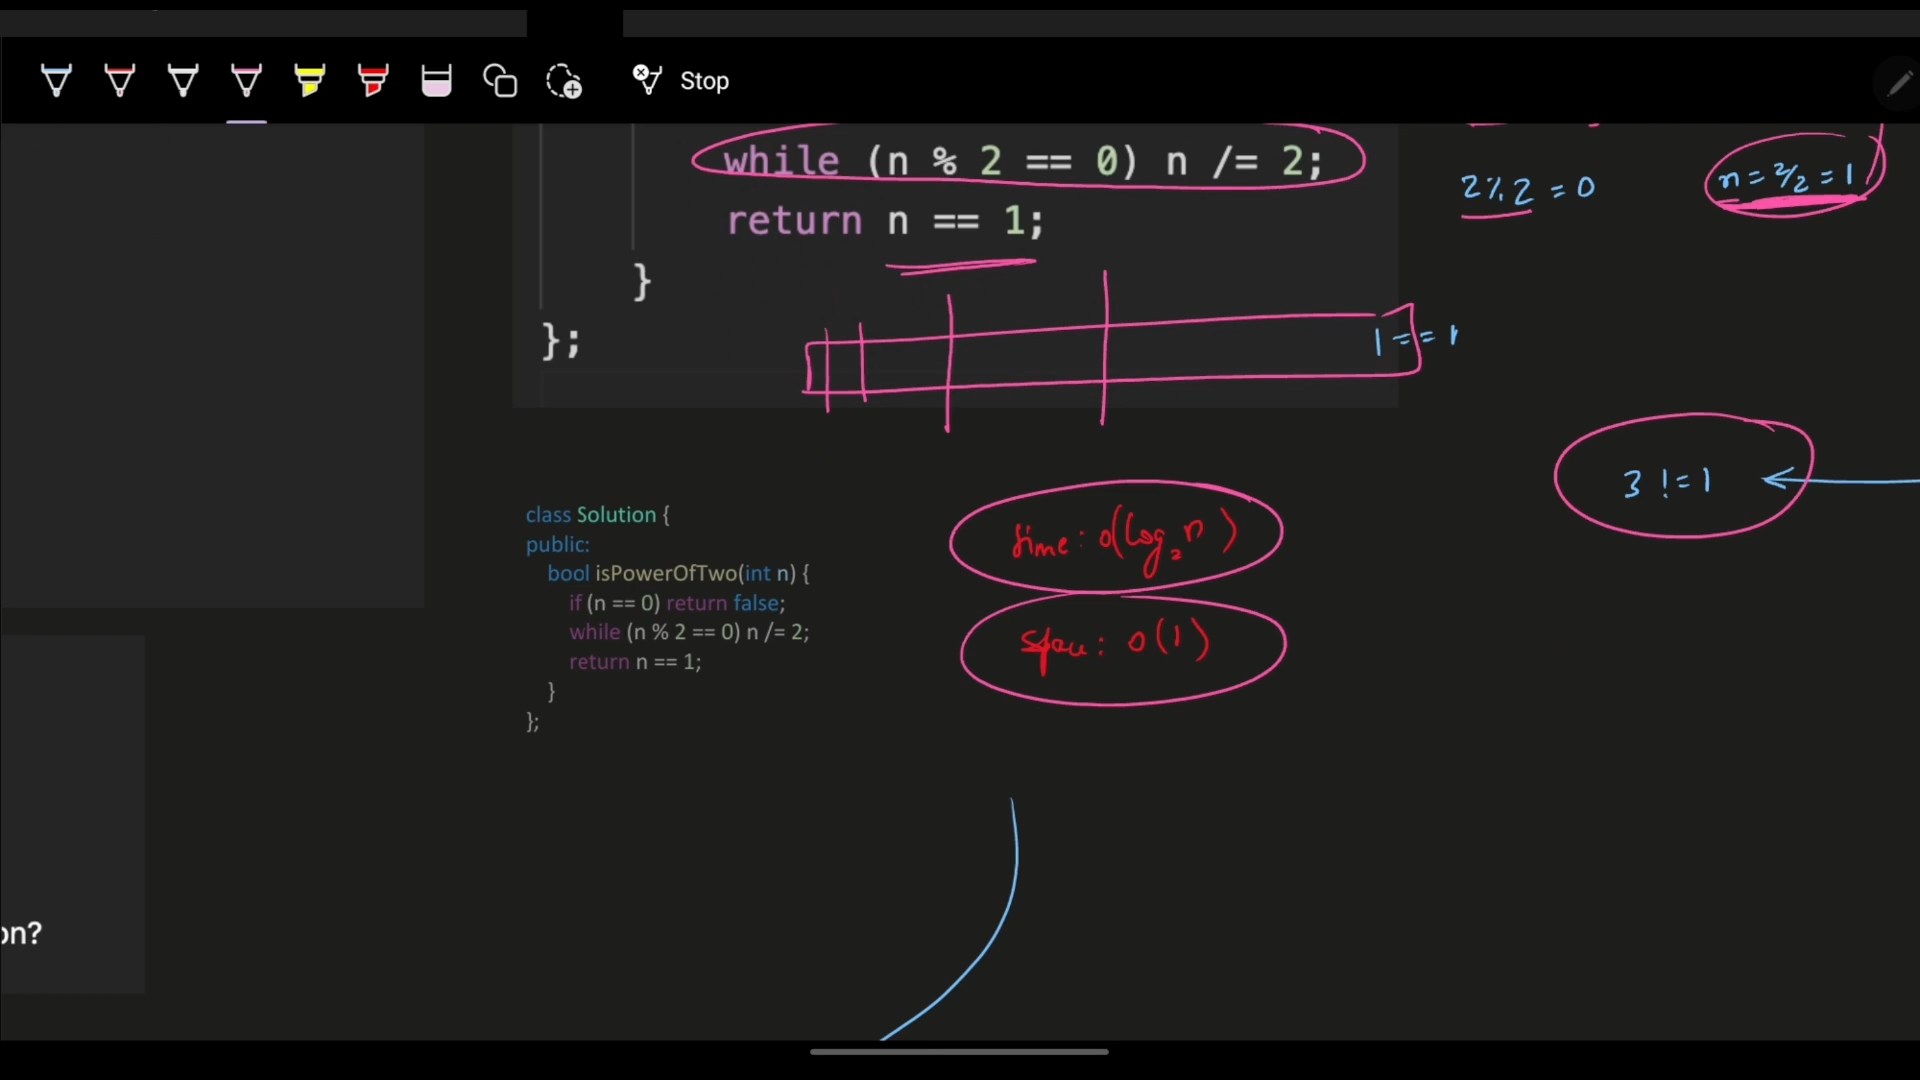 Stop
while (n % 2 == 0) n /= 2;
return n == 1;
}
};
2%2 = 0
n = 2/2 = 1
1 == 1
3 != 1
class Solution {
public:
bool isPowerOfTwo(int n) {
if (n == 0) return false;
while (n % 2 == 0) n /= 2;
return n == 1;
}
};
time: O(log₂ n)
space: O(1)
on?